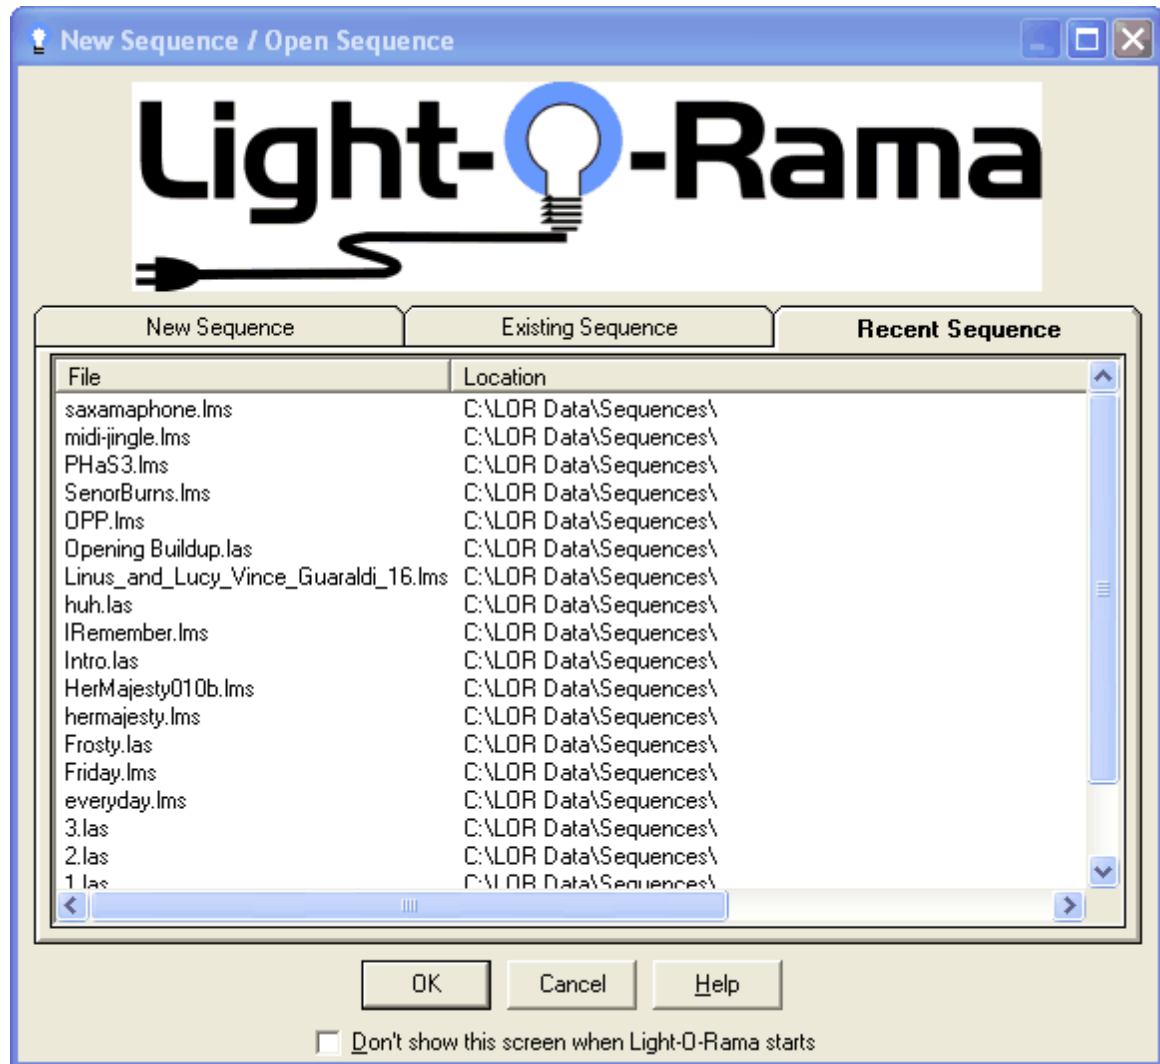 New Sequence / Open Sequence
Light-O-Rama
New Sequence Existing Sequence Recent Sequence
File Location
saxamaphone.lms C:\LOR Data\Sequences\
midi-jingle.lms C:\LOR Data\Sequences\
PHaS3.lms C:\LOR Data\Sequences\
SenorBurns.lms C:\LOR Data\Sequences\
OPP.lms C:\LOR Data\Sequences\
Opening Buildup.las C:\LOR Data\Sequences\
Linus_and_Lucy_Vince_Guaraldi_16.lms C:\LOR Data\Sequences\
huh.las C:\LOR Data\Sequences\
IRemember.lms C:\LOR Data\Sequences\
Intro.las C:\LOR Data\Sequences\
HerMajesty010b.lms C:\LOR Data\Sequences\
hermajesty.lms C:\LOR Data\Sequences\
Frosty.las C:\LOR Data\Sequences\
Friday.lms C:\LOR Data\Sequences\
everyday.lms C:\LOR Data\Sequences\
3.las C:\LOR Data\Sequences\
2.las C:\LOR Data\Sequences\
1.las C:\LOR Data\Sequences\
OK Cancel Help
Don't show this screen when Light-O-Rama starts